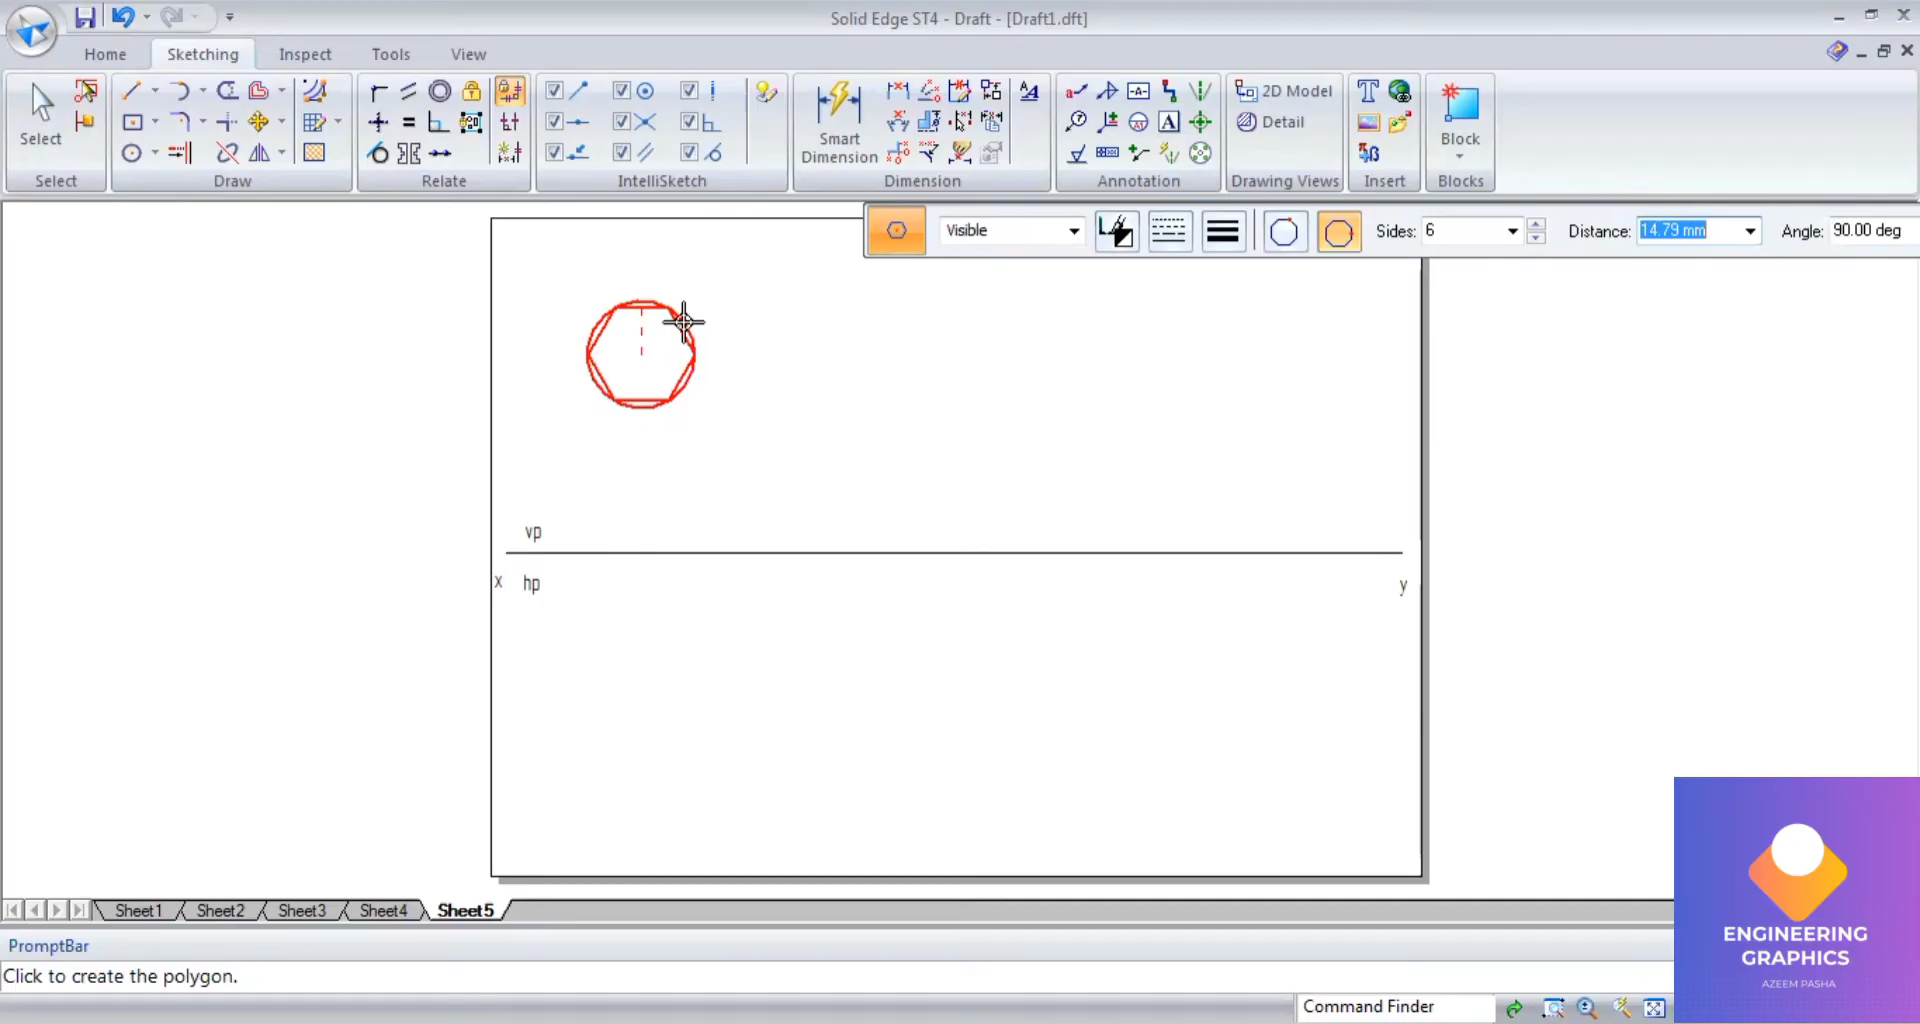 Solid Edge ST4 - Draft - [Draft1.dft]
Home Sketching Inspect Tools View
Select
Smart
Dimension
2D Model
Detail
Block
Select Draw Relate IntelliSketch Dimension Annotation Drawing Views Insert Blocks
Visible Sides: 6 Distance: 14.79 mm Angle: 90.00 deg
vp
x hp y
Sheet1 Sheet2 Sheet3 Sheet4 Sheet5
PromptBar
Click to create the polygon.
Command Finder
ENGINEERING
GRAPHICS
AZEEM PASHA